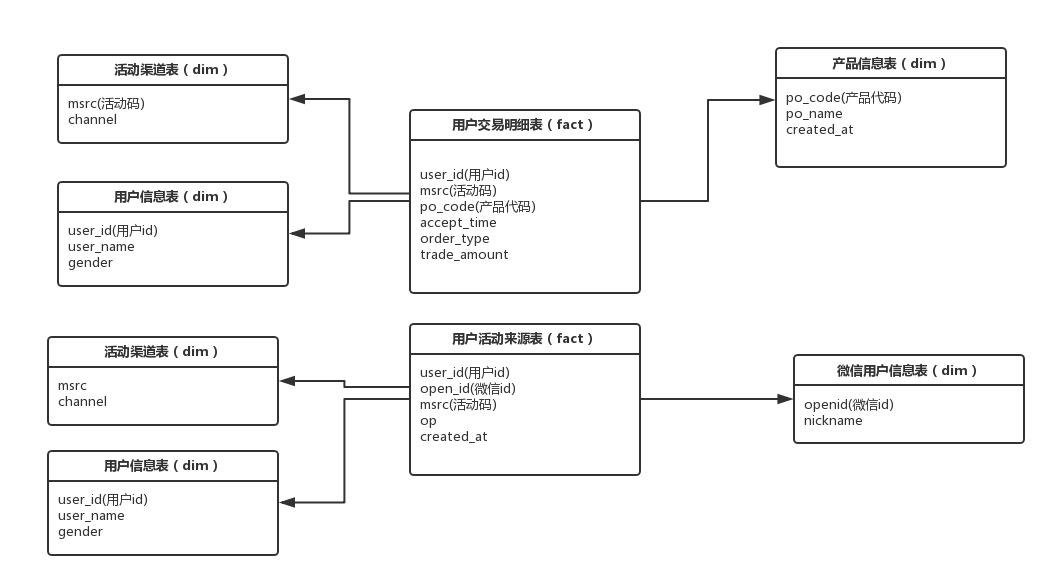 活动渠道表（dim）
msrc(活动码)
channel
用户信息表（dim）
user_id(用户id)
user_name
gender
用户交易明细表（fact）
user_id(用户id)
msrc(活动码)
po_code(产品代码)
accept_time
order_type
trade_amount
产品信息表（dim）
po_code(产品代码)
po_name
created_at
活动渠道表（dim）
msrc
channel
用户信息表（dim）
user_id(用户id)
user_name
gender
用户活动来源表（fact）
user_id(用户id)
open_id(微信id)
msrc(活动码)
op
created_at
微信用户信息表（dim）
openid(微信id)
nickname